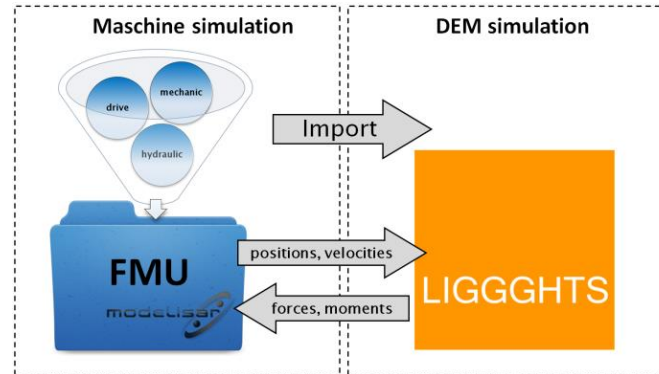 Maschine simulation
DEM simulation
drive
mechanic
hydraulic
Import
FMU
modelisar
positions, velocities
forces, moments
LIGGGHTS